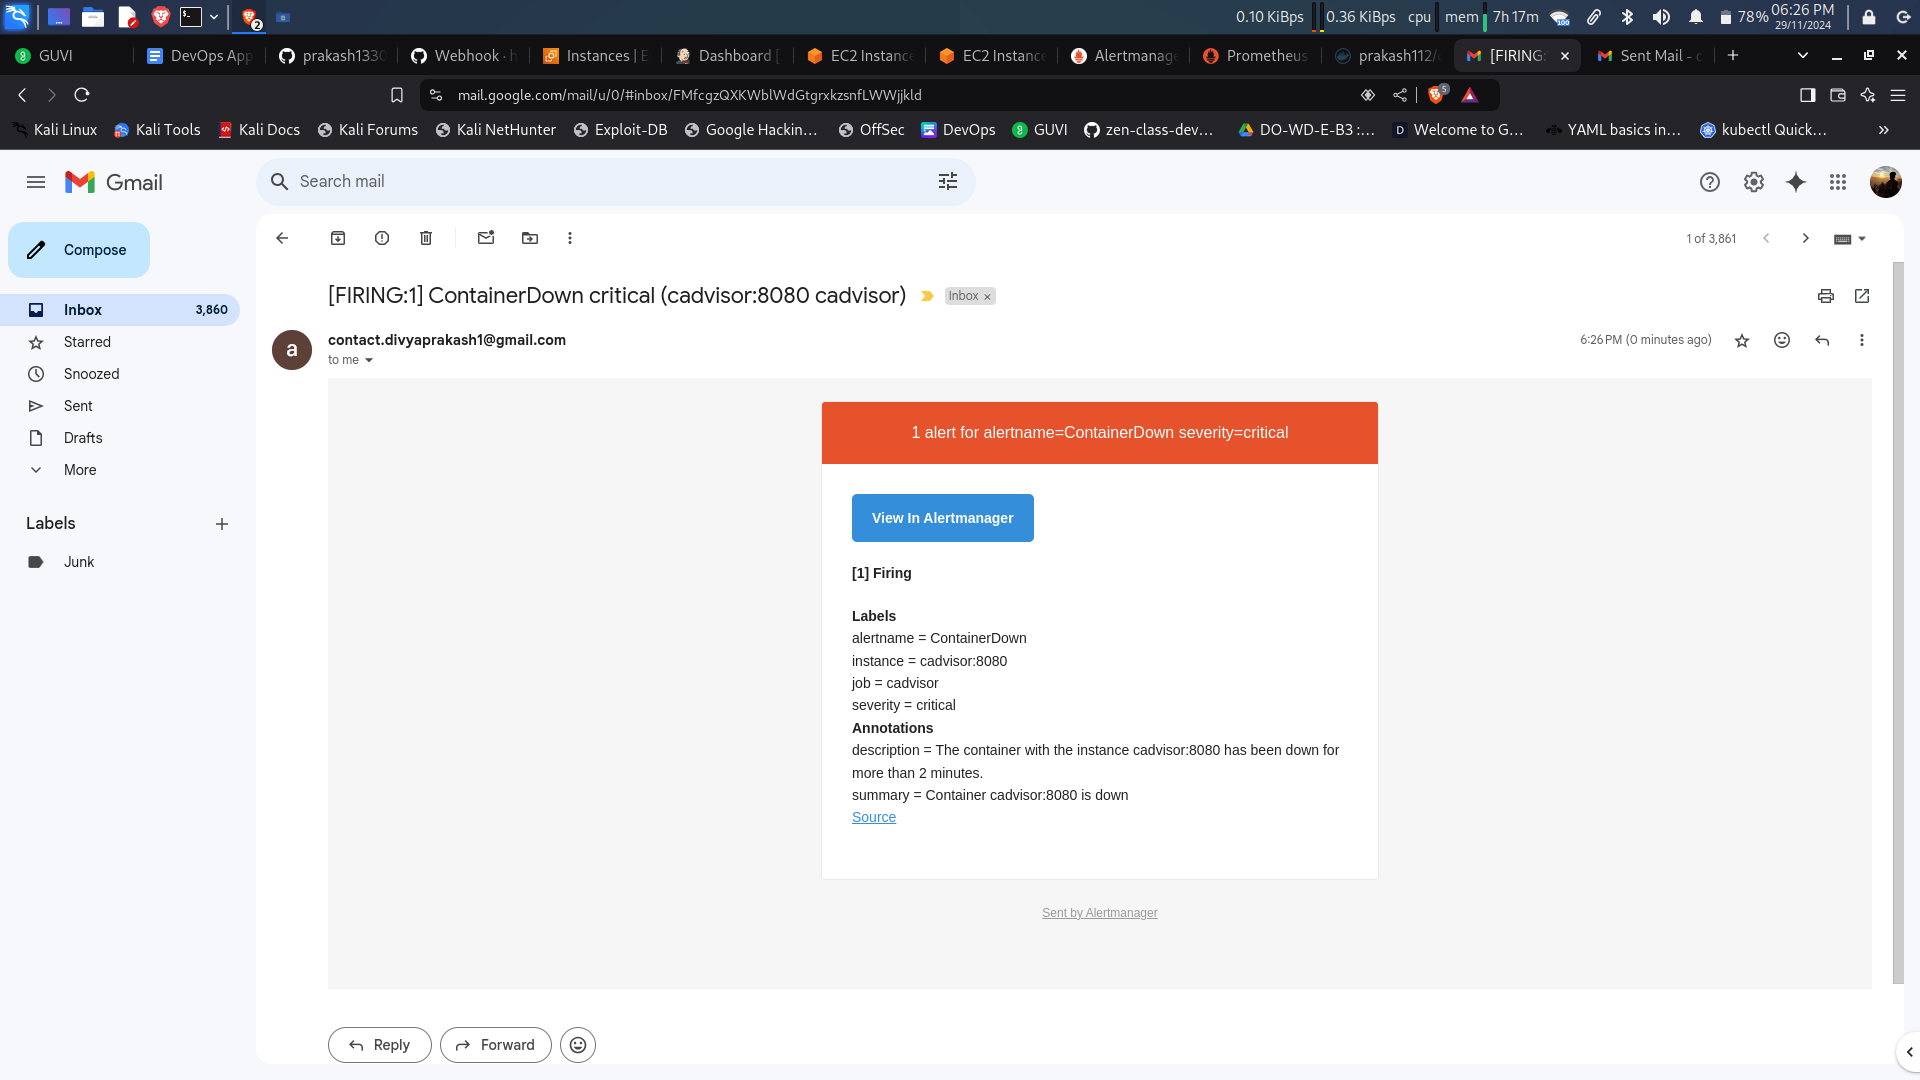 0.10 KiBps 0.36 KiBps cpu mem 7h 17m 78% 06:26 PM
29/11/2024
2
GUVI DevOps App prakash1330 Webhook · h Instances | E Dashboard [ EC2 Instance EC2 Instance Alertmanage Prometheus prakash112/ [FIRING: Sent Mail - c
mail.google.com/mail/u/0/#inbox/FMfcgzQXKWblWdGtgrxkzsnfLWWjjkld 5
Kali Linux Kali Tools Kali Docs Kali Forums Kali NetHunter Exploit-DB Google Hackin... OffSec DevOps GUVI zen-class-dev... DO-WD-E-B3 :... Welcome to G... YAML basics in... kubectl Quick...
Gmail Search mail
Compose
1 of 3,861
[FIRING:1] ContainerDown critical (cadvisor:8080 cadvisor) Inbox ×
Inbox 3,860
Starred
Snoozed
Sent
Drafts
More
Labels
Junk
a
contact.divyaprakash1@gmail.com 6:26 PM (0 minutes ago)
to me
1 alert for alertname=ContainerDown severity=critical
View In Alertmanager
[1] Firing
Labels
alertname = ContainerDown
instance = cadvisor:8080
job = cadvisor
severity = critical
Annotations
description = The container with the instance cadvisor:8080 has been down for
more than 2 minutes.
summary = Container cadvisor:8080 is down
Source
Sent by Alertmanager
Reply Forward